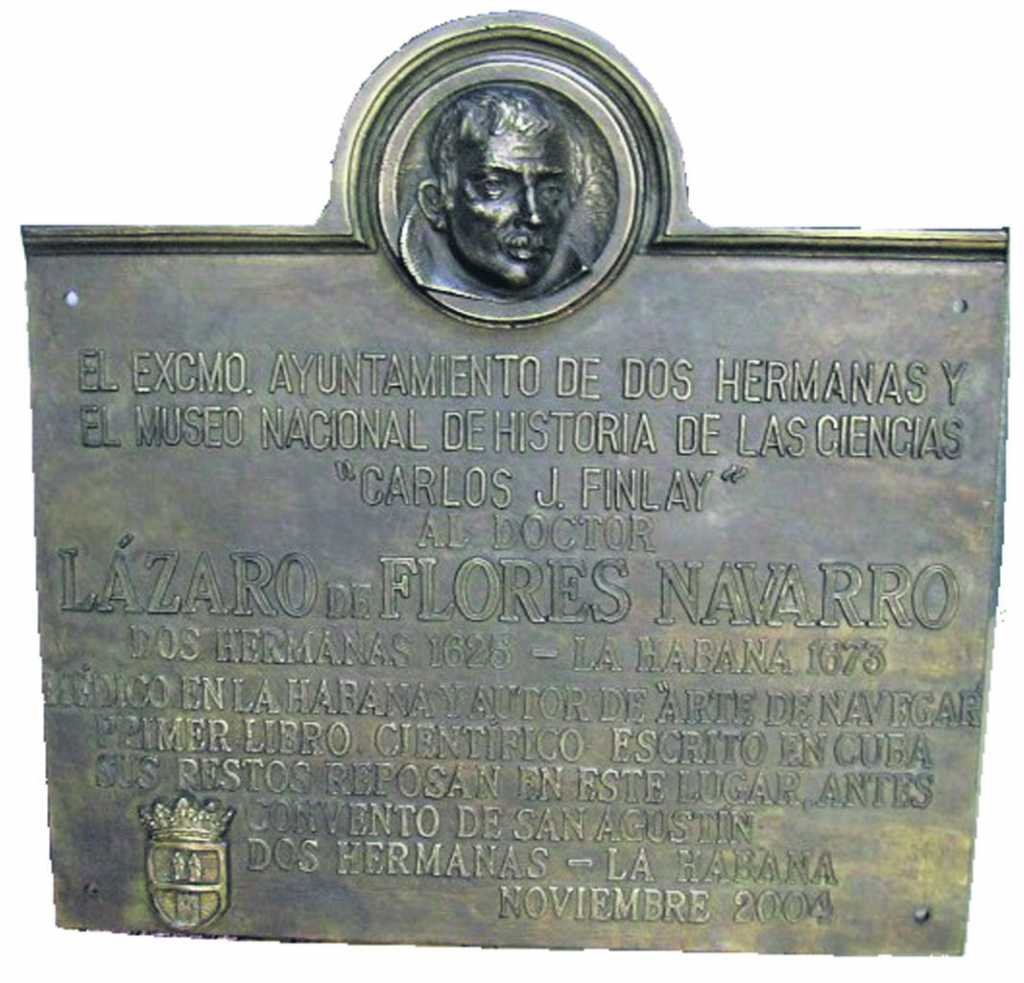 EL EXCMO. AYUNTAMIENTO DE DOS HERMANAS Y
EL MUSEO NACIONAL DE HISTORIA DE LAS CIENCIAS
"CARLOS J. FINLAY"
AL DOCTOR
LÁZARO DE FLORES NAVARRO
DOS HERMANAS 1625 - LA HABANA 1673
MÉDICO EN LA HABANA Y AUTOR DE "ARTE DE NAVEGAR"
PRIMER LIBRO CIENTÍFICO ESCRITO EN CUBA
SUS RESTOS REPOSAN EN ESTE LUGAR, ANTES
CONVENTO DE SAN AGUSTÍN
DOS HERMANAS - LA HABANA
NOVIEMBRE 2004